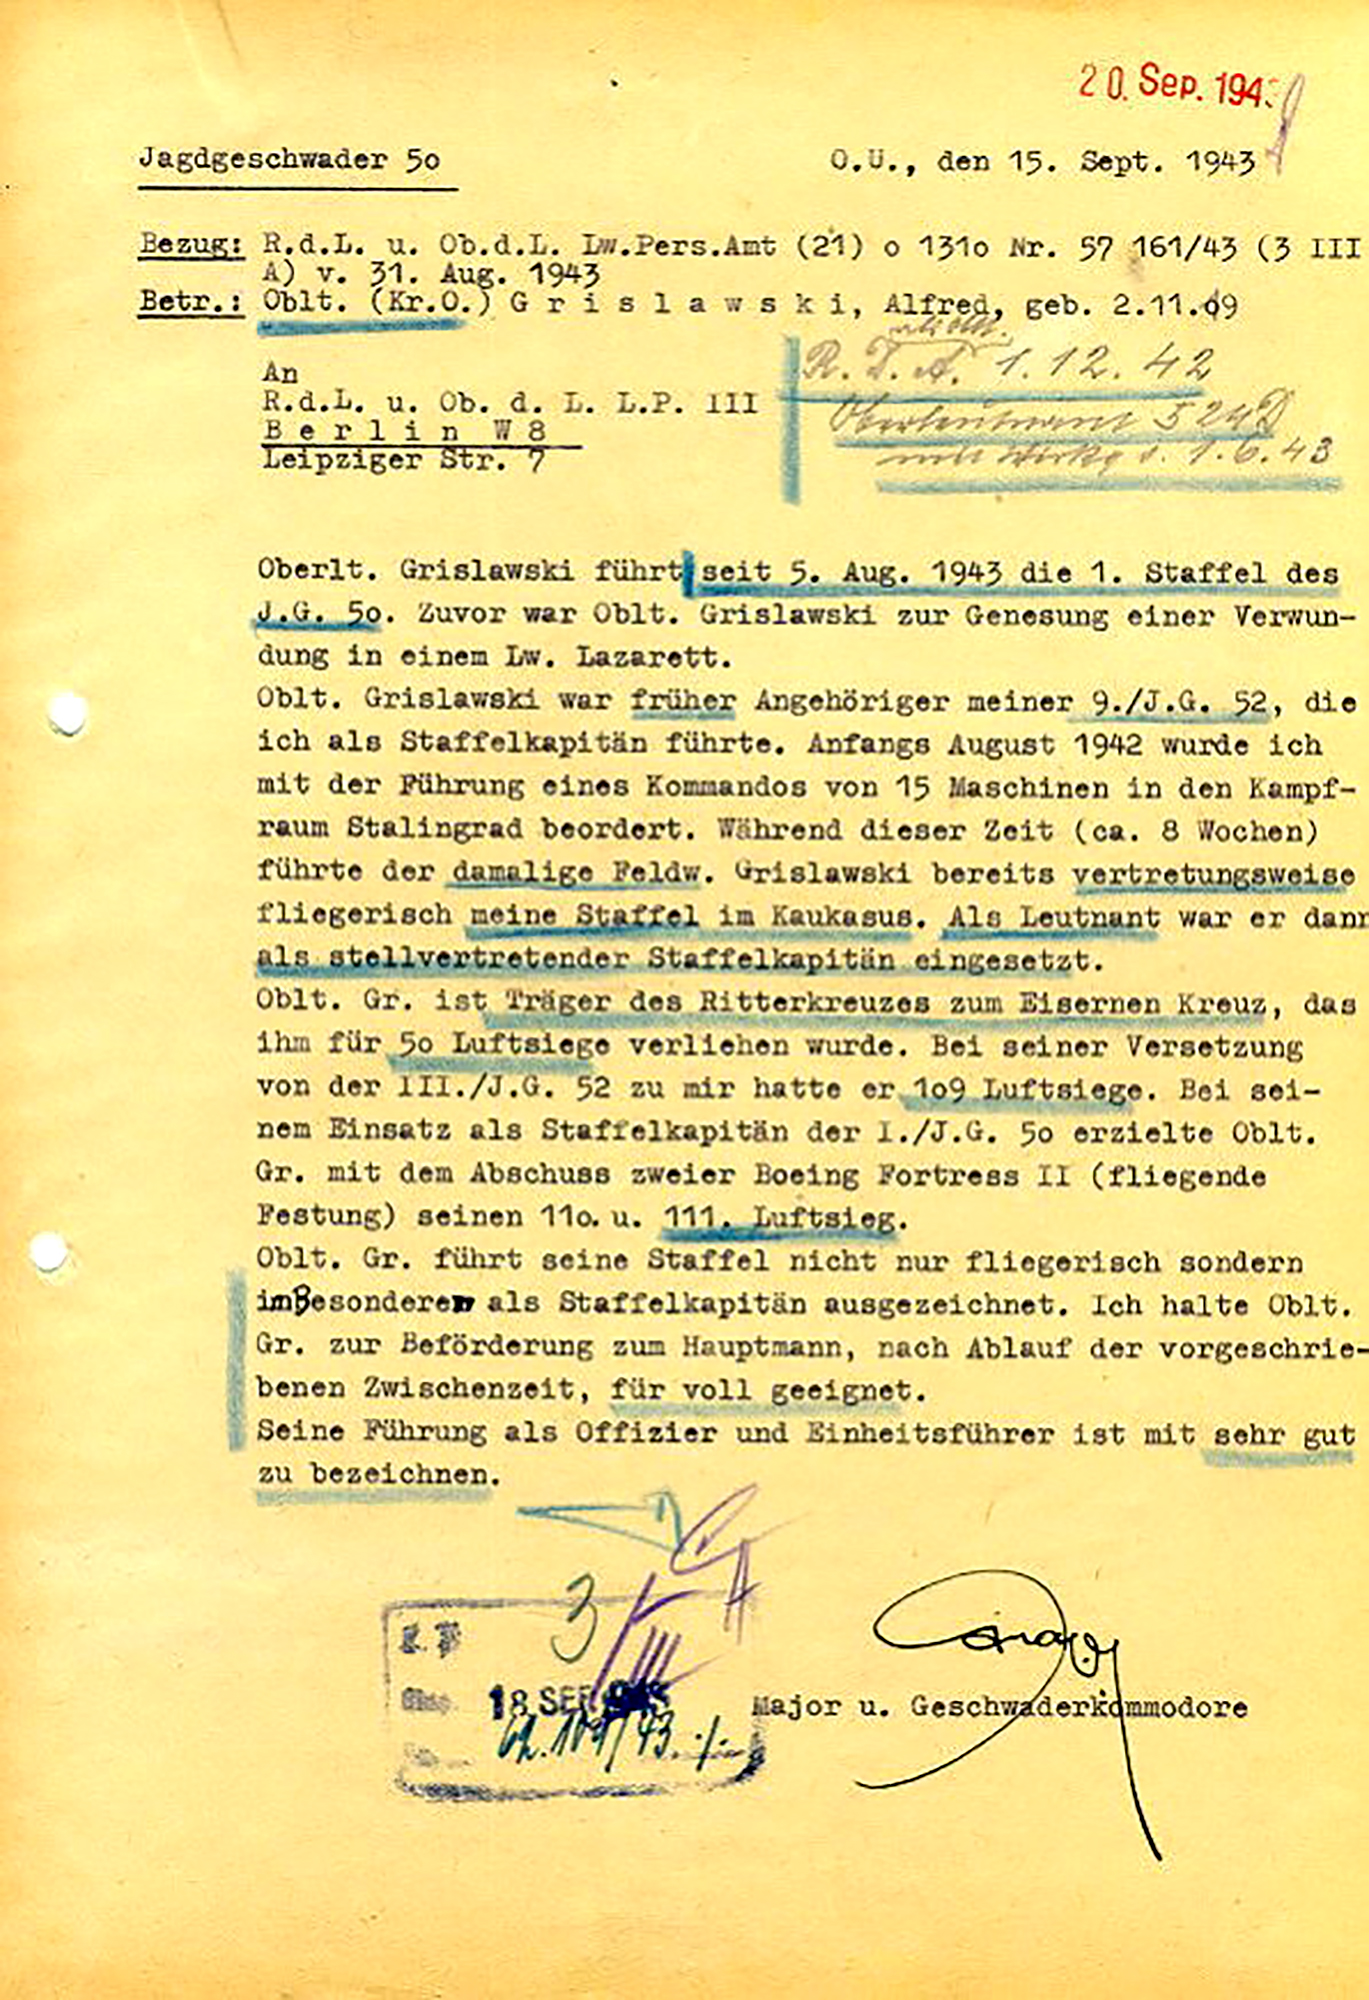 20. Sep. 194
Jagdgeschwader 5o
O.U., den 15. Sept. 1943
Bezug: R.d.L. u. Ob.d.L. Lw.Pers.Amt (21) o 131o Nr. 57 161/43 (3 III
A) v. 31. Aug. 1943
Betr.: Oblt. (Kr.O.) G r i s l a w s k i, Alfred, geb. 2.11.09
R. D. A. 1.12.42
An
R.d.L. u. Ob. d. L. L.P. III
Oberleutnant
B e r l i n W 8
1.6.43
Leipziger Str. 7
Oberlt. Grislawski führt seit 5. Aug. 1943 die 1. Staffel des
J.G. 5o. Zuvor war Oblt. Grislawski zur Genesung einer Verwun-
dung in einem Lw. Lazarett.
Oblt. Grislawski war früher Angehöriger meiner 9./J.G. 52, die
ich als Staffelkapitän führte. Anfangs August 1942 wurde ich
mit der Führung eines Kommandos von 15 Maschinen in den Kampf-
raum Stalingrad beordert. Während dieser Zeit (ca. 8 Wochen)
führte der damalige Feldw. Grislawski bereits vertretungsweise
fliegerisch meine Staffel im Kaukasus. Als Leutnant war er dann
als stellvertretender Staffelkapitän eingesetzt.
Oblt. Gr. ist Träger des Ritterkreuzes zum Eisernen Kreuz, das
ihm für 5o Luftsiege verliehen wurde. Bei seiner Versetzung
von der III./J.G. 52 zu mir hatte er 1o9 Luftsiege. Bei sei-
nem Einsatz als Staffelkapitän der I./J.G. 5o erzielte Oblt.
Gr. mit dem Abschuss zweier Boeing Fortress II (fliegende
Festung) seinen 11o. u. 111. Luftsieg.
Oblt. Gr. führt seine Staffel nicht nur fliegerisch sondern
imBesonderen als Staffelkapitän ausgezeichnet. Ich halte Oblt.
Gr. zur Beförderung zum Hauptmann, nach Ablauf der vorgeschrie-
benen Zwischenzeit, für voll geeignet.
Seine Führung als Offizier und Einheitsführer ist mit sehr gut
zu bezeichnen.
3
18. SEP. 1943
Major u. Geschwaderkommodore